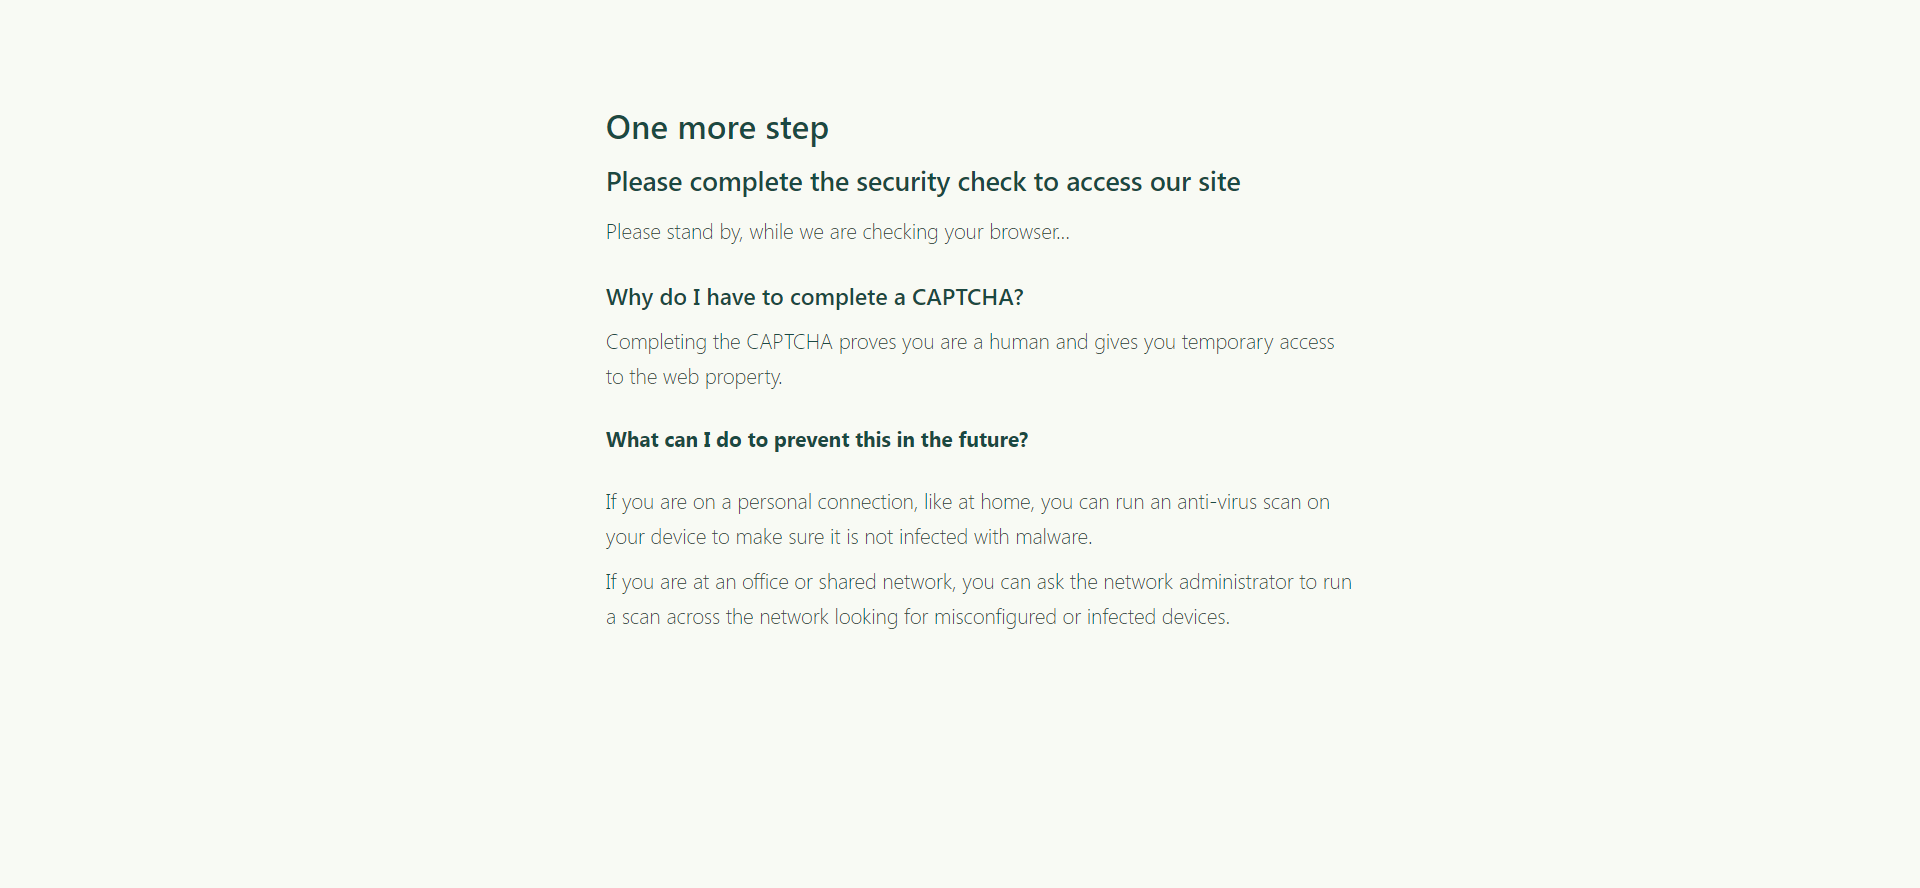 One more step
Please complete the security check to access our site
Please stand by, while we are checking your browser...
Why do I have to complete a CAPTCHA?
Completing the CAPTCHA proves you are a human and gives you temporary access
to the web property.
What can I do to prevent this in the future?
If you are on a personal connection, like at home, you can run an anti-virus scan on
your device to make sure it is not infected with malware.
If you are at an office or shared network, you can ask the network administrator to run
a scan across the network looking for misconfigured or infected devices.